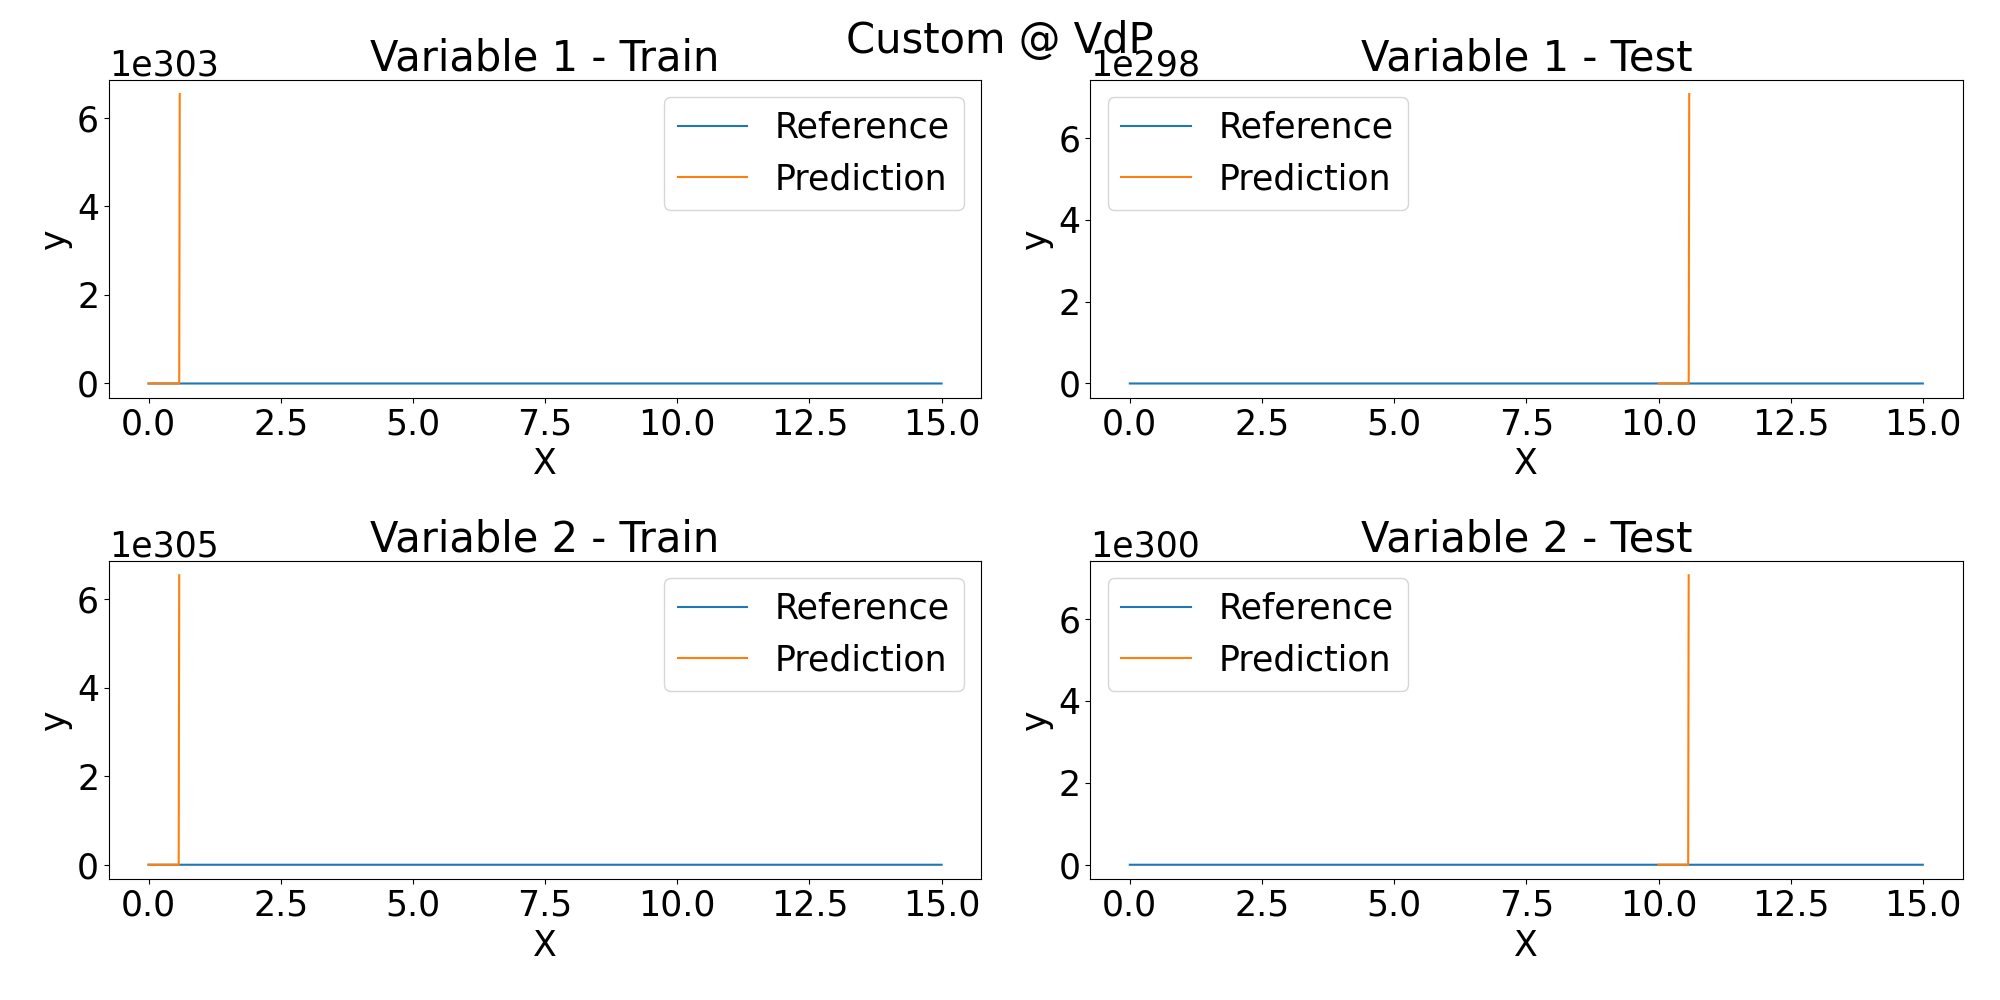 Custom @ VdP
Variable 1 - Train
1e303
6
4
2
0
y
Reference
Prediction
0.0 2.5 5.0 7.5 10.0 12.5 15.0
X
Variable 1 - Test
1e298
6
4
2
0
y
Reference
Prediction
0.0 2.5 5.0 7.5 10.0 12.5 15.0
X
Variable 2 - Train
1e305
6
4
2
0
y
Reference
Prediction
0.0 2.5 5.0 7.5 10.0 12.5 15.0
X
Variable 2 - Test
1e300
6
4
2
0
y
Reference
Prediction
0.0 2.5 5.0 7.5 10.0 12.5 15.0
X